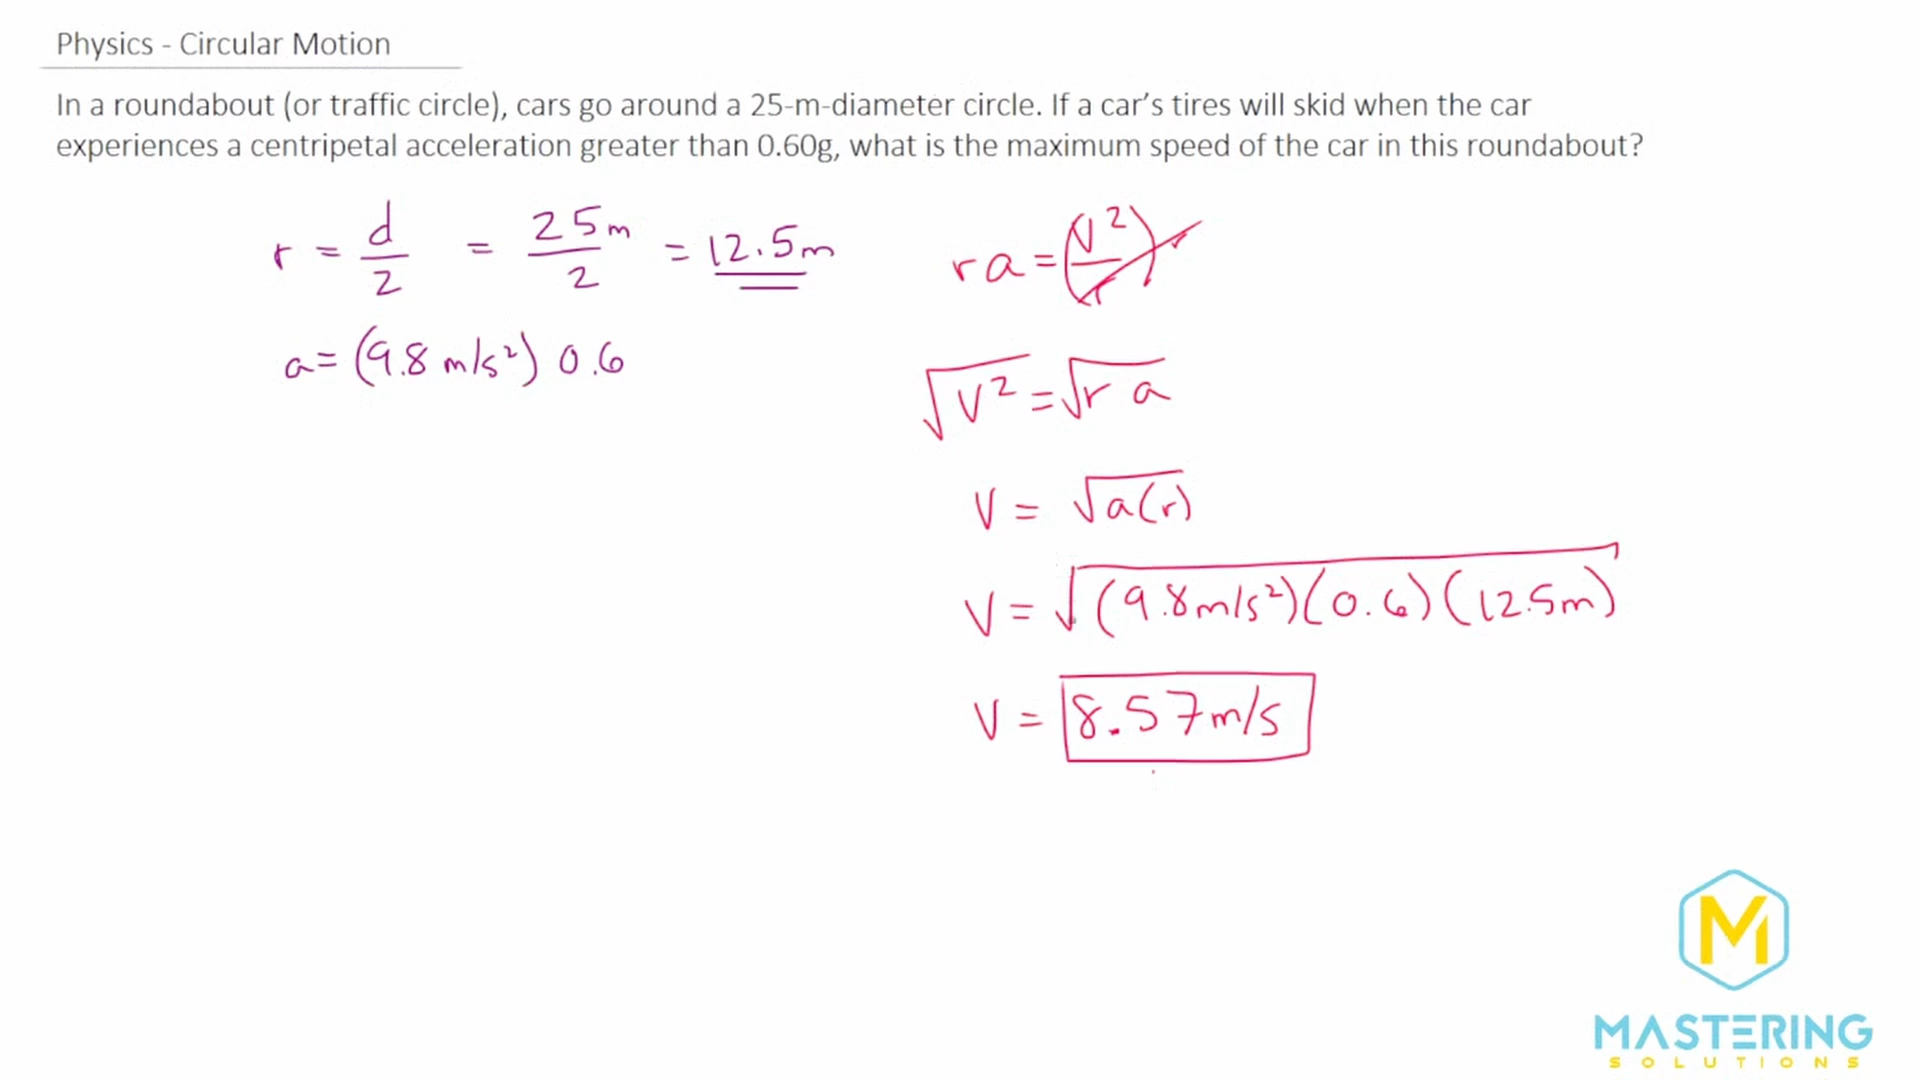 Physics - Circular Motion
In a roundabout (or traffic circle), cars go around a 25-m-diameter circle. If a car's tires will skid when the car
experiences a centripetal acceleration greater than 0.60g, what is the maximum speed of the car in this roundabout?
r = d/2 = 25m/2 = 12.5m
a = (9.8 m/s²) 0.6
ra = (v²/r) r
√v² = √r a
V = √a(r)
V = √(9.8m/s²)(0.6)(12.5m)
V = 8.57m/s
M
MASTERING
SOLUTIONS